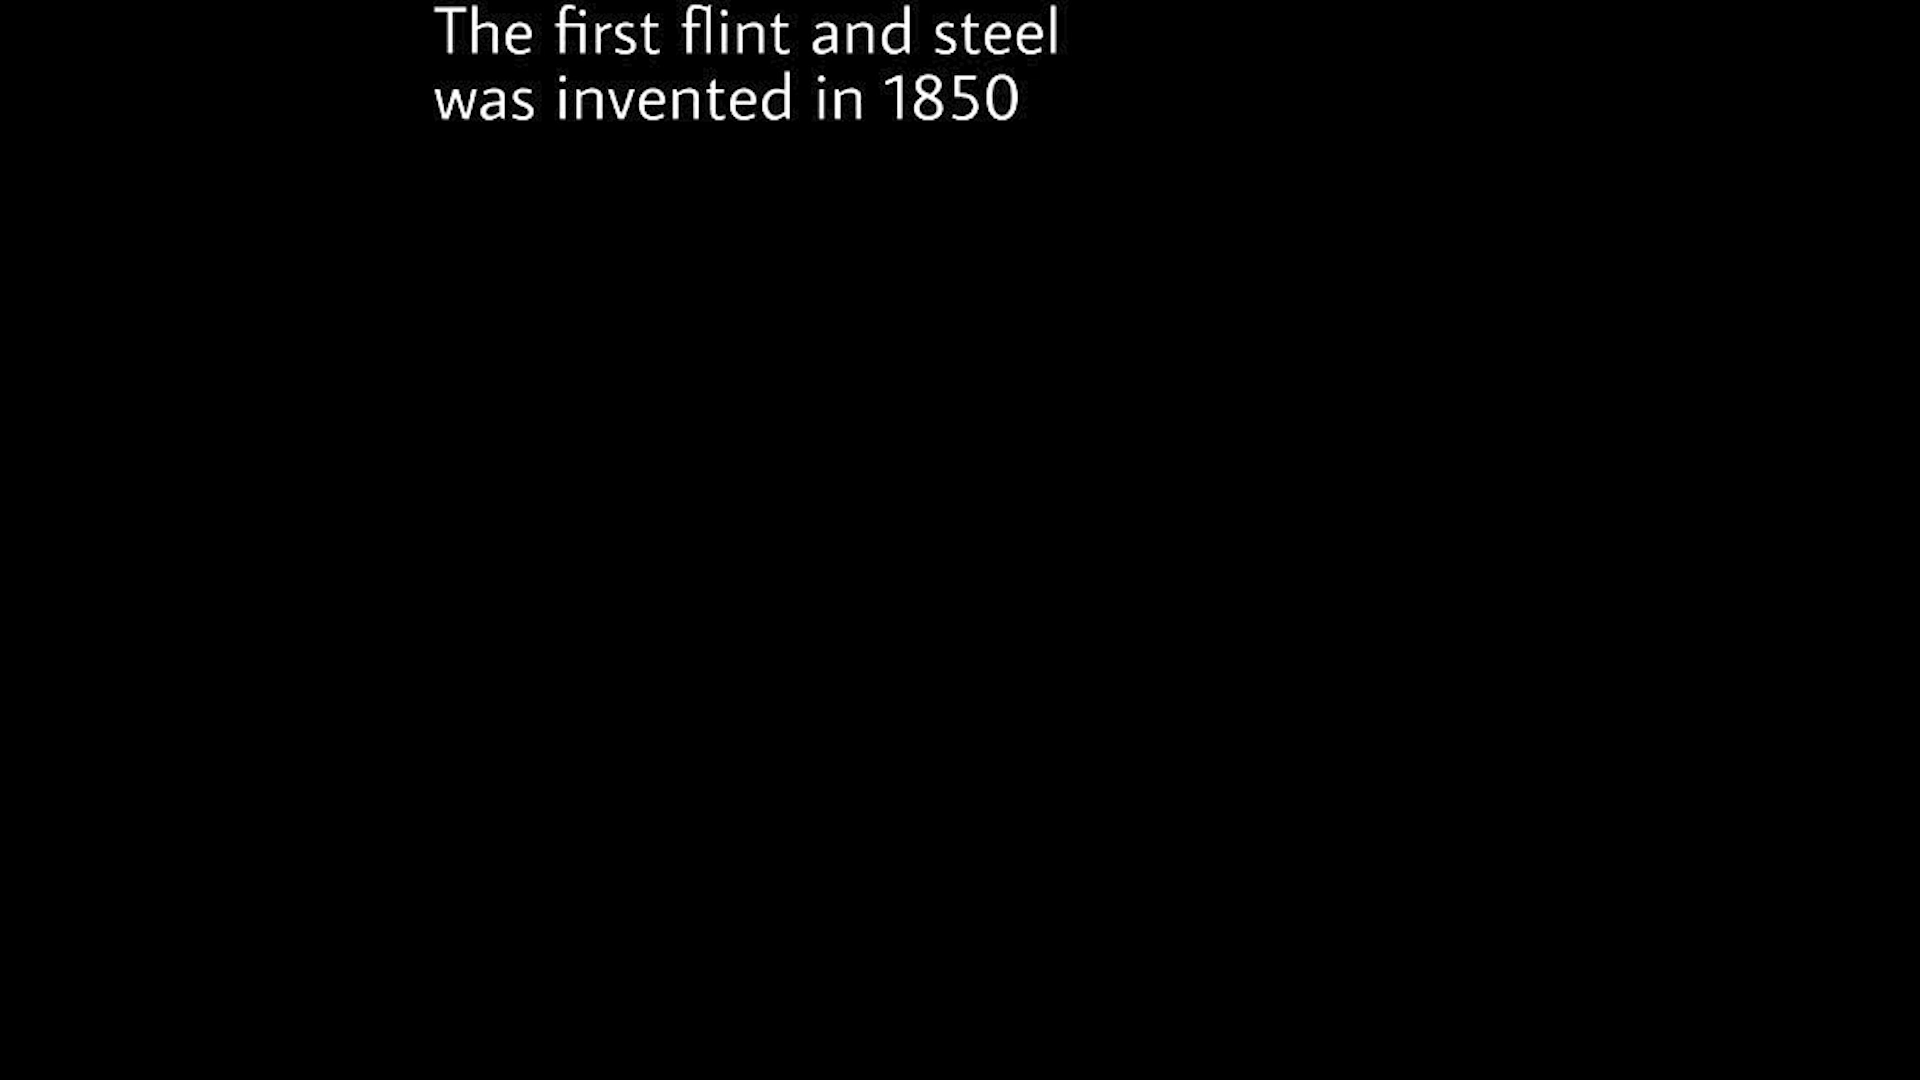 The first flint and steel
was invented in 1850